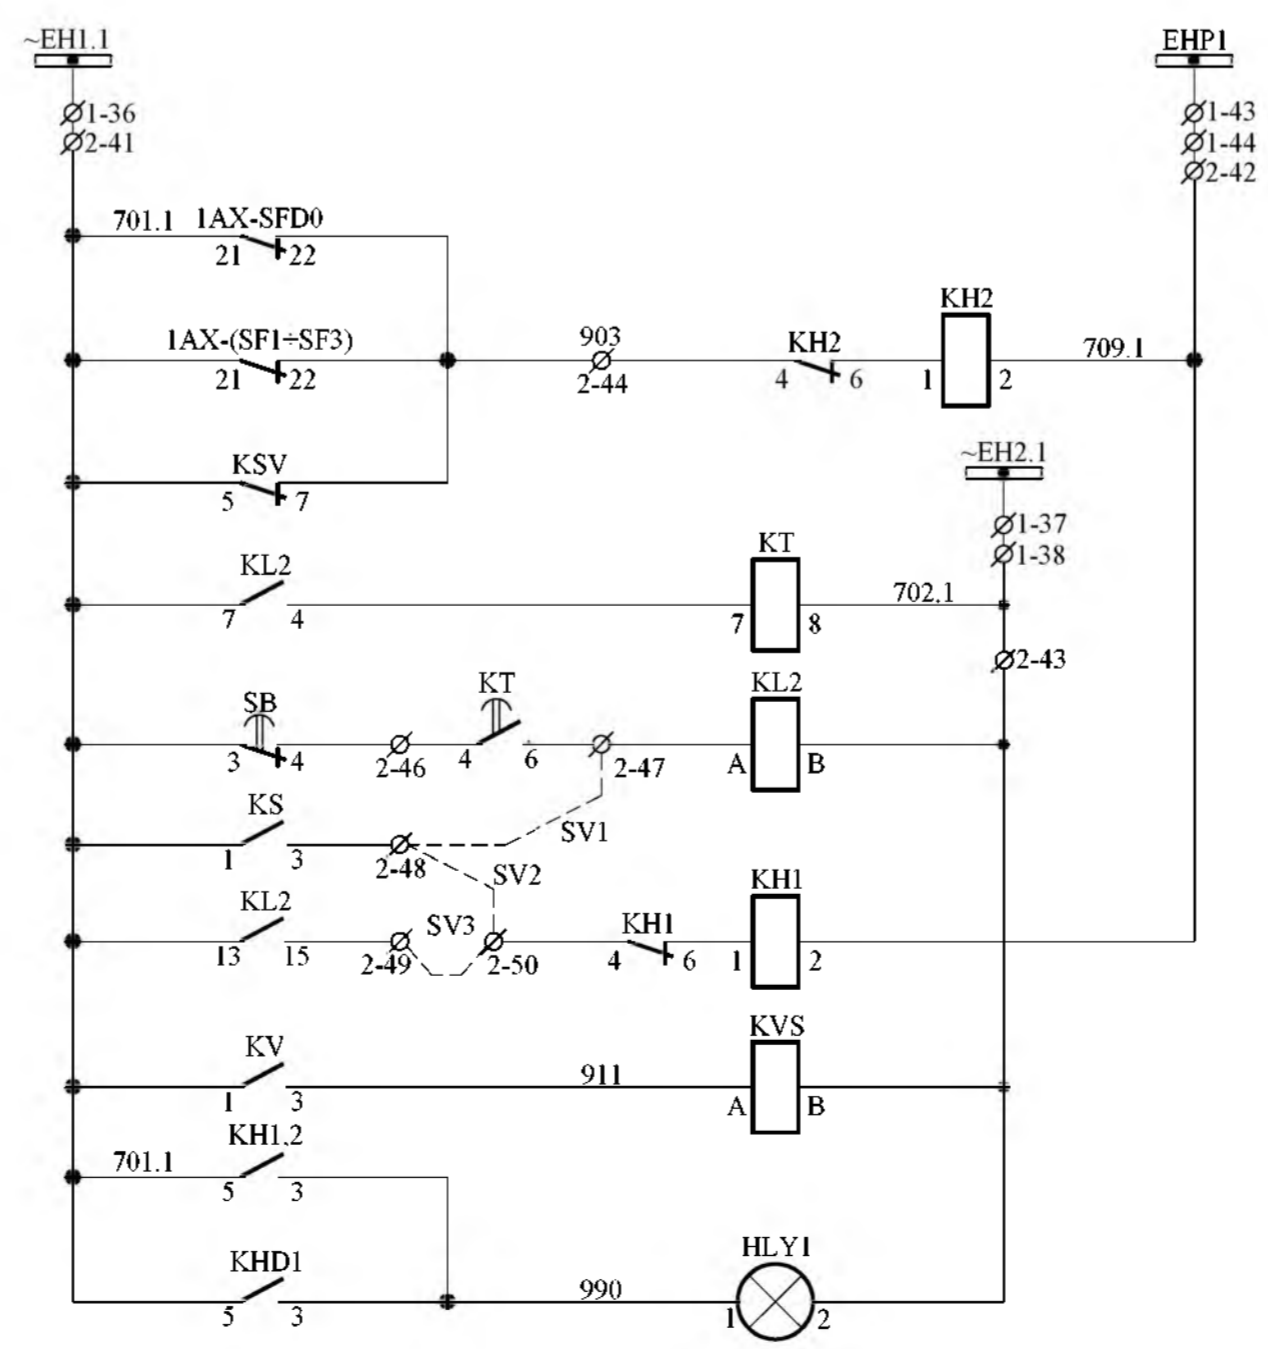 ~EH1.1
EHP1
1-36
1-43
2-41
1-44
2-42
701.1 1AX-SFD0
21 22
1AX-(SF1÷SF3)
21 22
903
2-44
KH2
4 6
KH2
1 2
709.1
KSV
5 7
~EH2.1
1-37
1-38
KL2
7 4
KT
7 8
702.1
2-43
SB
3 4
2-46
KT
4 6
2-47
KL2
A B
KS
1 3
2-48
SV1
SV2
KL2
13 15
2-49
SV3
2-50
KH1
4 6
KH1
1 2
KV
1 3
911
KVS
A B
701.1
KH1,2
5 3
KHD1
5 3
990
HLY1
1 2